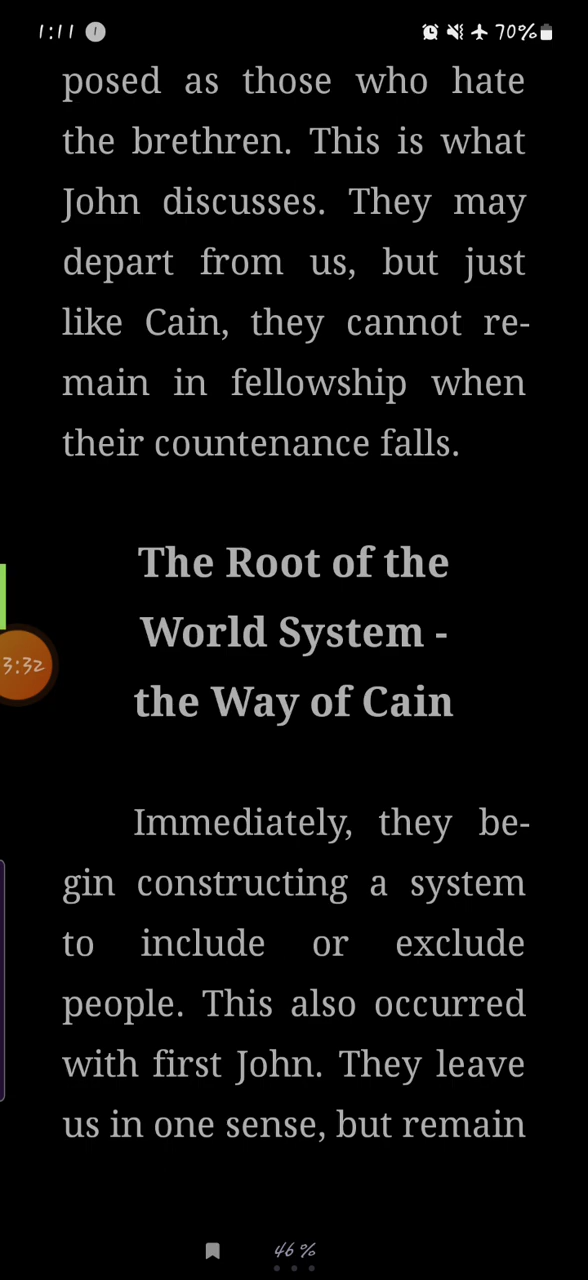 1:11
70%
posed as those who hate
the brethren. This is what
John discusses. They may
depart from us, but just
like Cain, they cannot re-
main in fellowship when
their countenance falls.
The Root of the
World System -
the Way of Cain
3:32
Immediately, they be-
gin constructing a system
to include or exclude
people. This also occurred
with first John. They leave
us in one sense, but remain
46%